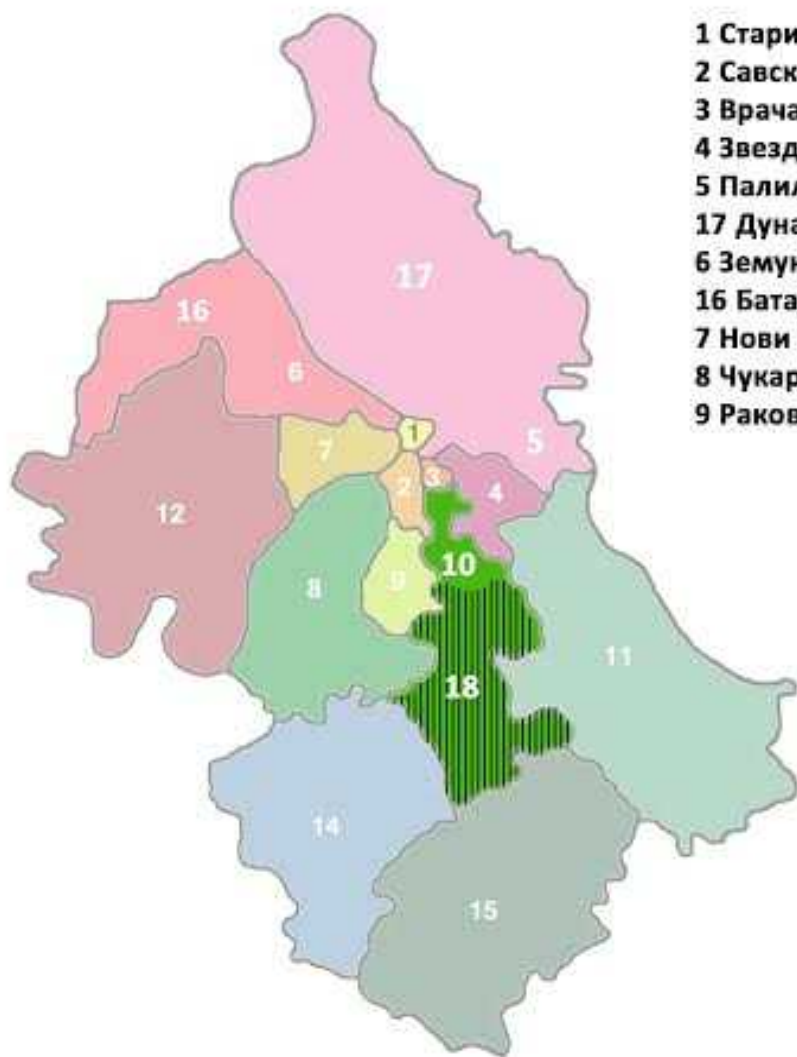 1 Стари
2 Савск
3 Врача
4 Звезд
5 Палил
17 Дуна
6 Земун
16 Бата
7 Нови
8 Чукар
9 Раков
17
16
6
5
1
7
2
3
4
12
10
8
9
11
18
14
15